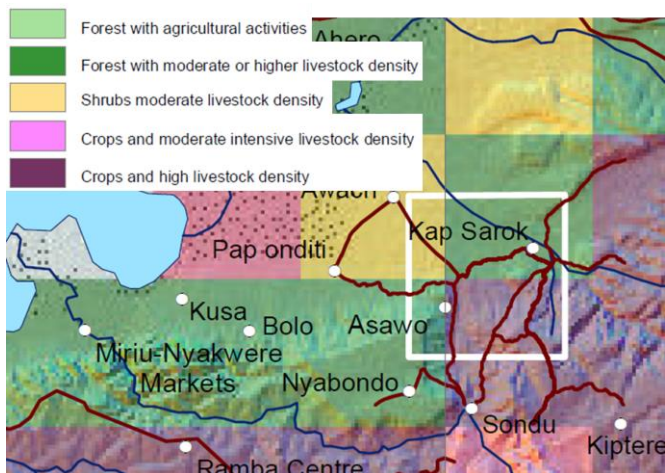 Forest with agricultural activities
Forest with moderate or higher livestock density
Shrubs moderate livestock density
Crops and moderate intensive livestock density
Crops and high livestock density
Ahero
Awach
Kap Sarok
Pap onditi
Kusa
Bolo
Asawo
Miriu-Nyakwere
Markets
Nyabondo
Sondu
Kiptere
Ramba Centre